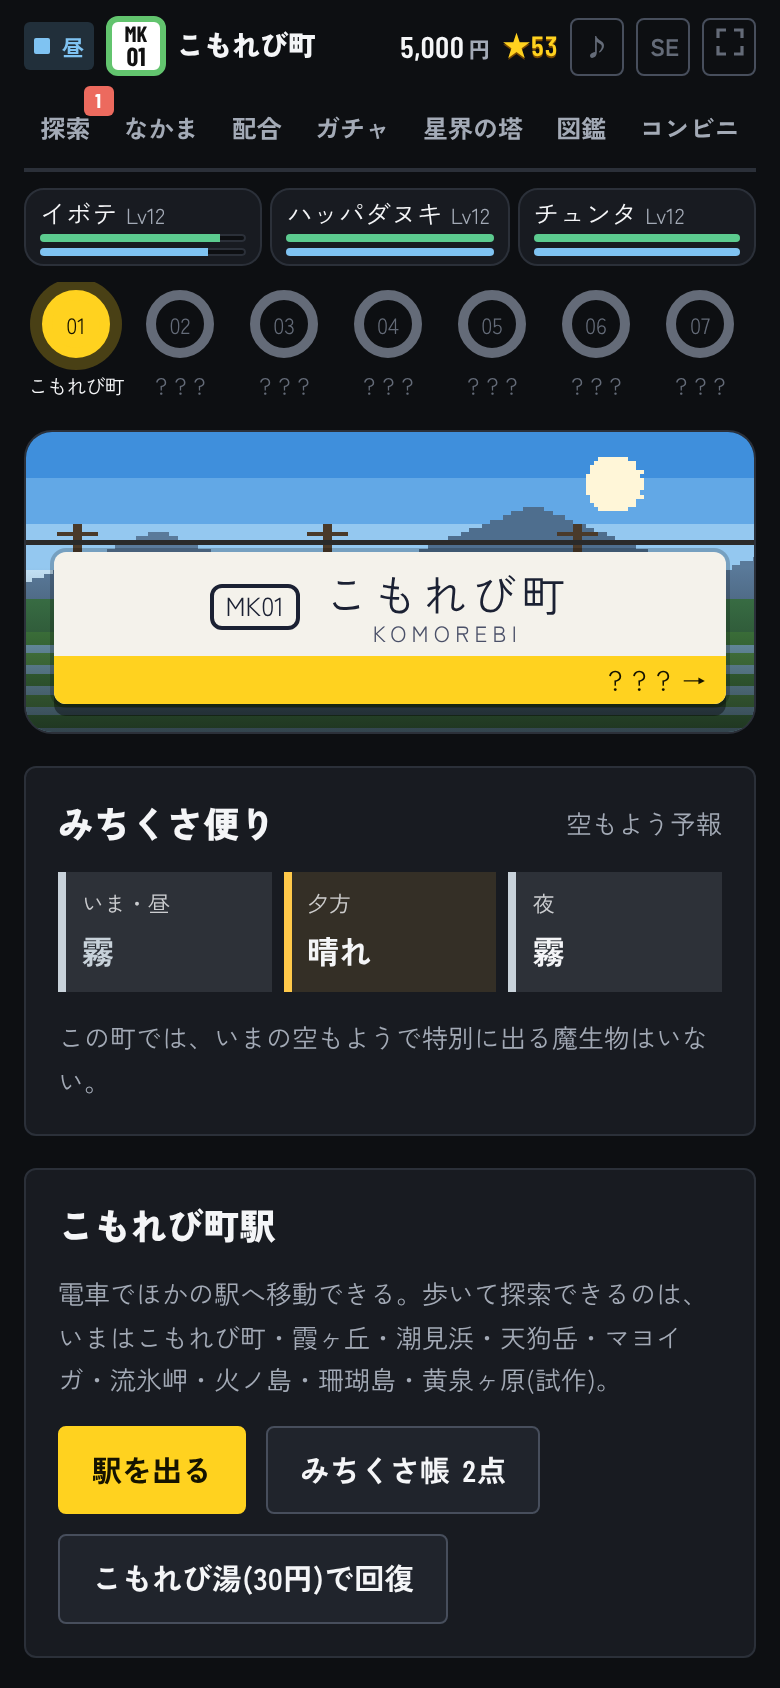 昼 MK 01 こもれび町 5,000円 ★53 ♪ SE
1
探索 なかま 配合 ガチャ 星界の塔 図鑑 コンビニ
イボテ Lv12 ハッパダヌキ Lv12 チュンタ Lv12
01 02 03 04 05 06 07
こもれび町 ??? ??? ??? ??? ??? ???
MK01 こもれび町
KOMOREBI
??? →
みちくさ便り 空もよう予報
いま・昼 夕方 夜
霧 晴れ 霧
この町では、いまの空もようで特別に出る魔生物はいな
い。
こもれび町駅
電車でほかの駅へ移動できる。歩いて探索できるのは、
いまはこもれび町・霞ヶ丘・潮見浜・天狗岳・マヨイ
ガ・流氷岬・火ノ島・珊瑚島・黄泉ヶ原(試作)。
駅を出る みちくさ帳 2点
こもれび湯(30円)で回復